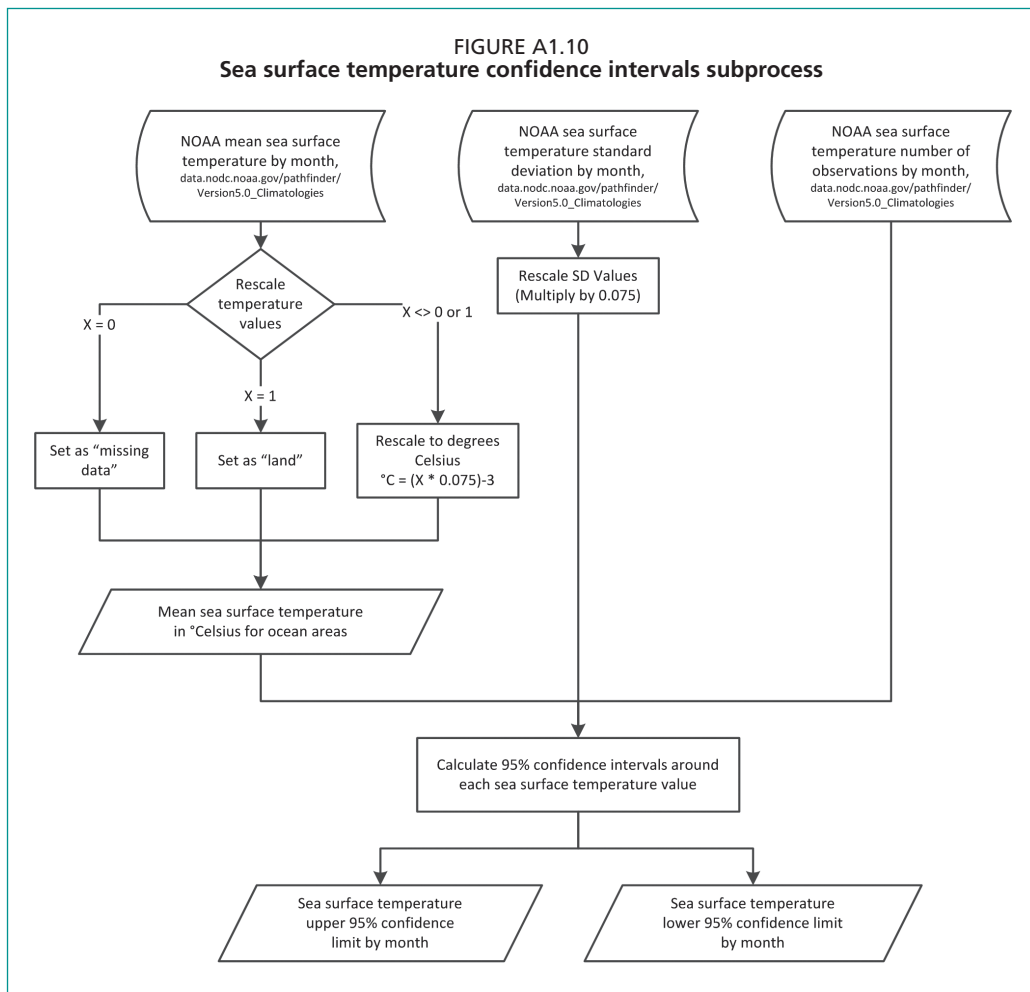 FIGURE A1.10
Sea surface temperature confidence intervals subprocess
NOAA mean sea surface
temperature by month,
data.nodc.noaa.gov/pathfinder/
Version5.0_Climatologies
NOAA sea surface
temperature standard
deviation by month,
data.nodc.noaa.gov/pathfinder/
Version5.0_Climatologies
NOAA sea surface
temperature number of
observations by month,
data.nodc.noaa.gov/pathfinder/
Version5.0_Climatologies
Rescale
temperature
values
Rescale SD Values
(Multiply by 0.075)
X = 0
X <> 0 or 1
X = 1
Set as “missing
data”
Set as “land”
Rescale to degrees
Celsius
°C = (X * 0.075)-3
Mean sea surface temperature
in °Celsius for ocean areas
Calculate 95% confidence intervals around
each sea surface temperature value
Sea surface temperature
upper 95% confidence
limit by month
Sea surface temperature
lower 95% confidence limit
by month